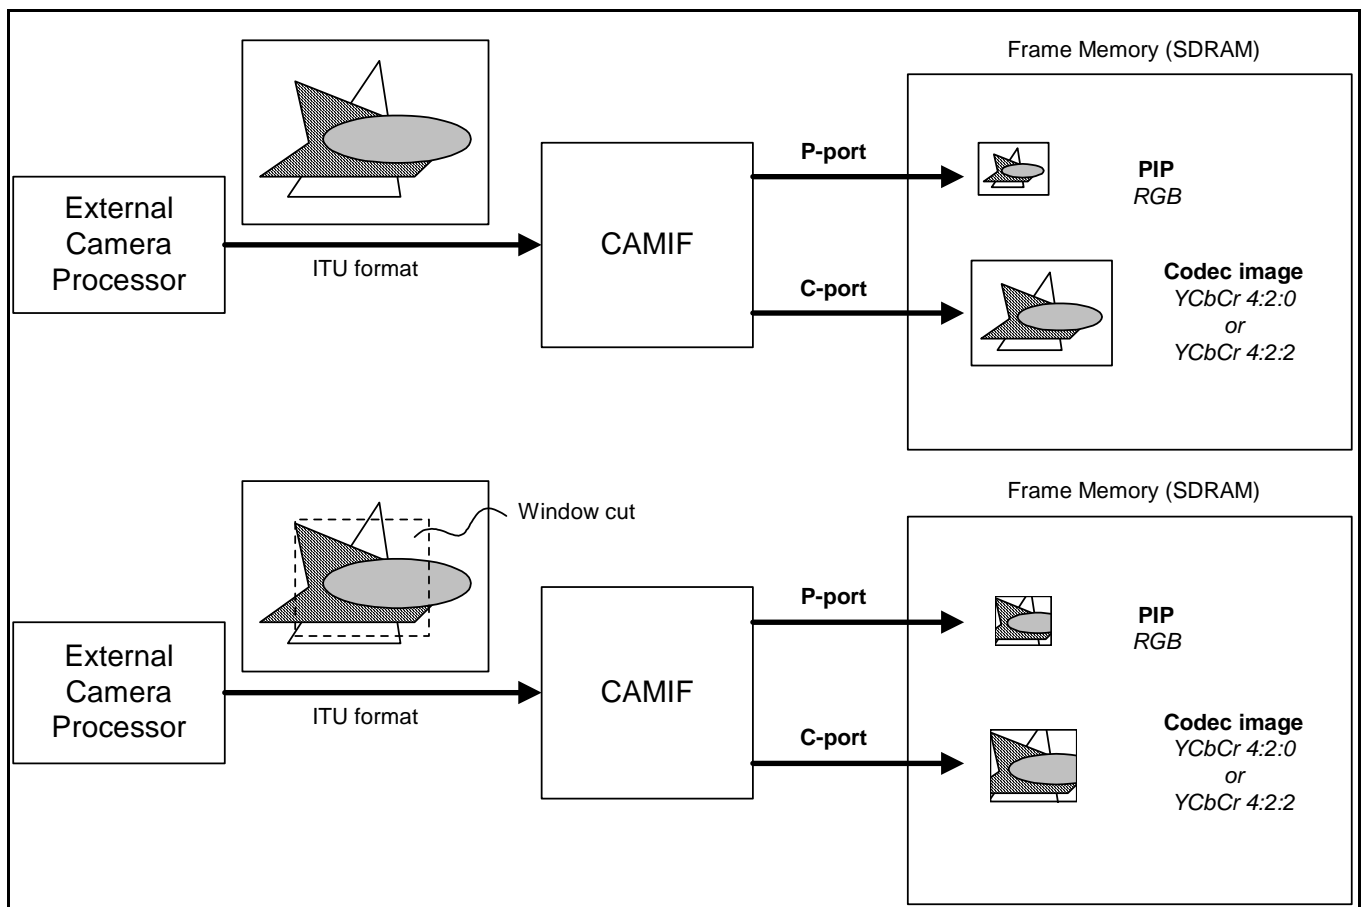 Frame Memory (SDRAM)
External
Camera
Processor
ITU format
CAMIF
P-port
C-port
PIP
RGB
Codec image
YCbCr 4:2:0
or
YCbCr 4:2:2
Frame Memory (SDRAM)
Window cut
External
Camera
Processor
ITU format
CAMIF
P-port
C-port
PIP
RGB
Codec image
YCbCr 4:2:0
or
YCbCr 4:2:2